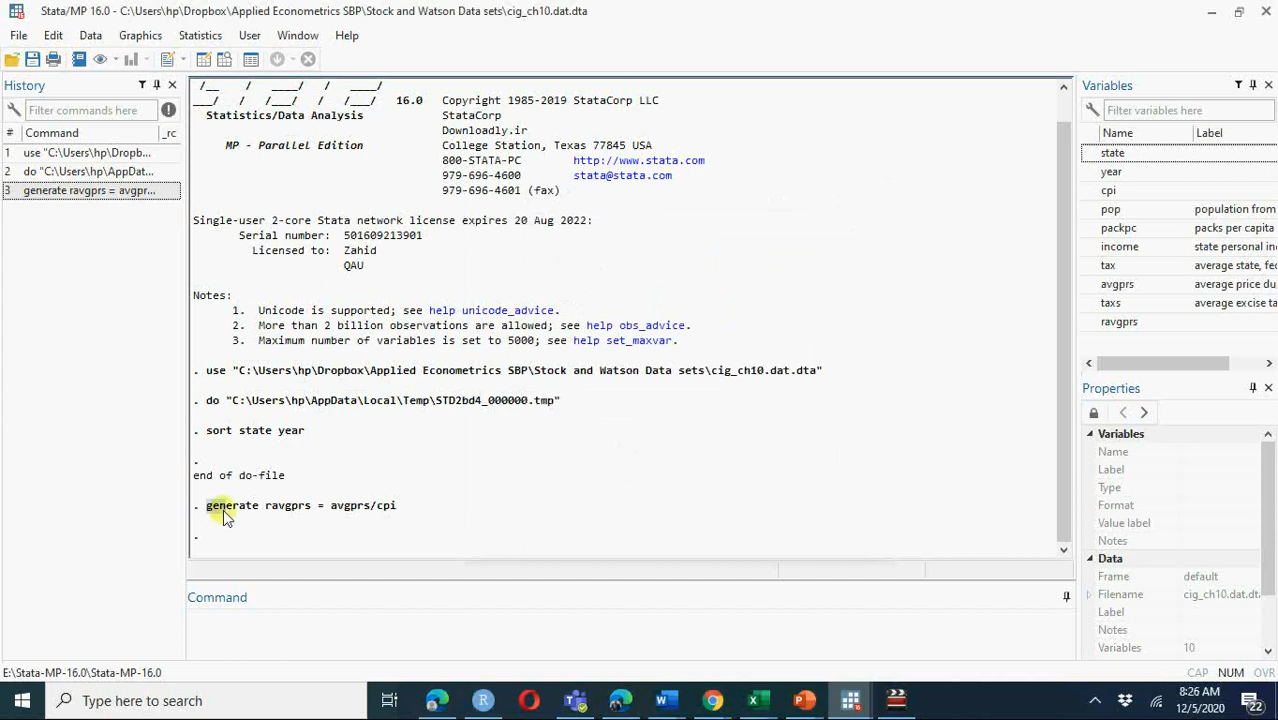 Stata/MP 16.0 - C:\Users\hp\Dropbox\Applied Econometrics SBP\Stock and Watson Data sets\cig_ch10.dat.dta
File Edit Data Graphics Statistics User Window Help
History
Filter commands here
# Command _rc
1 use "C:\Users\hp\Dropb...
2 do "C:\Users\hp\AppDat...
3 generate ravgprs = avgpr...
/__ / ____/ / ____/
___/ / /___/ / /___/ 16.0 Copyright 1985-2019 StataCorp LLC
Statistics/Data Analysis StataCorp
Downloadly.ir
MP - Parallel Edition College Station, Texas 77845 USA
800-STATA-PC http://www.stata.com
979-696-4600 stata@stata.com
979-696-4601 (fax)
Single-user 2-core Stata network license expires 20 Aug 2022:
Serial number: 501609213901
Licensed to: Zahid
QAU
Notes:
1. Unicode is supported; see help unicode_advice.
2. More than 2 billion observations are allowed; see help obs_advice.
3. Maximum number of variables is set to 5000; see help set_maxvar.
. use "C:\Users\hp\Dropbox\Applied Econometrics SBP\Stock and Watson Data sets\cig_ch10.dat.dta"
. do "C:\Users\hp\AppData\Local\Temp\STD2bd4_000000.tmp"
. sort state year
.
end of do-file
. generate ravgprs = avgprs/cpi
.
Command
Variables
Filter variables here
Name Label
state
year
cpi
pop population from
packpc packs per capita
income state personal inc
tax average state, fed
avgprs average price du
taxs average excise ta
ravgprs
Properties
Variables
Name
Label
Type
Format
Value label
Notes
Data
Frame default
Filename cig_ch10.dat.dt
Label
Notes
Variables 10
E:\Stata-MP-16.0\Stata-MP-16.0
CAP NUM OVR
Type here to search
8:26 AM
12/5/2020
22